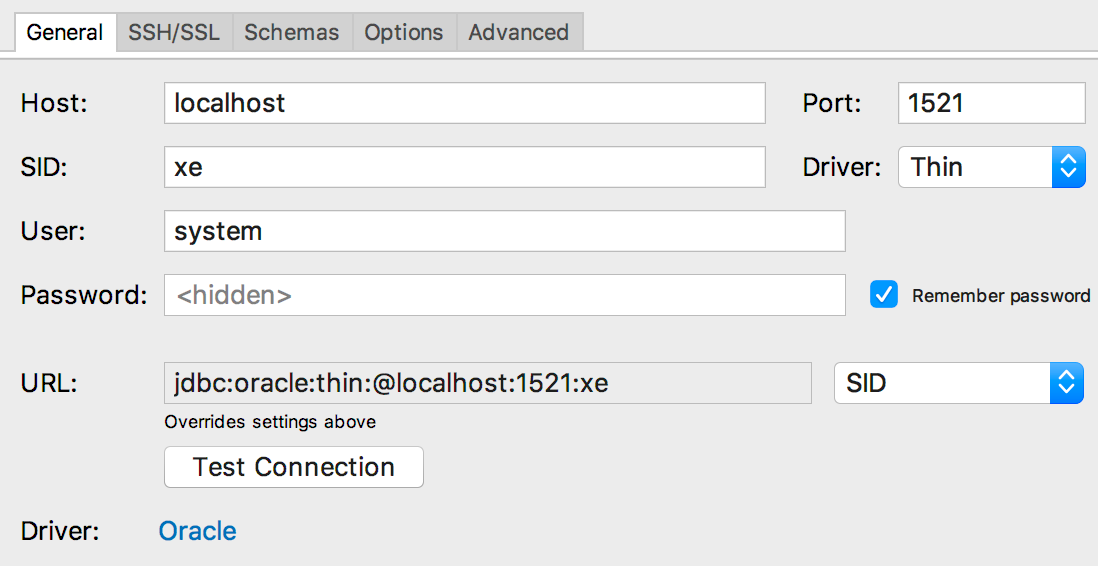 General SSH/SSL Schemas Options Advanced
Host: localhost Port: 1521
SID: xe Driver: Thin
User: system
Password: <hidden> Remember password
URL: jdbc:oracle:thin:@localhost:1521:xe SID
Overrides settings above
Test Connection
Driver: Oracle